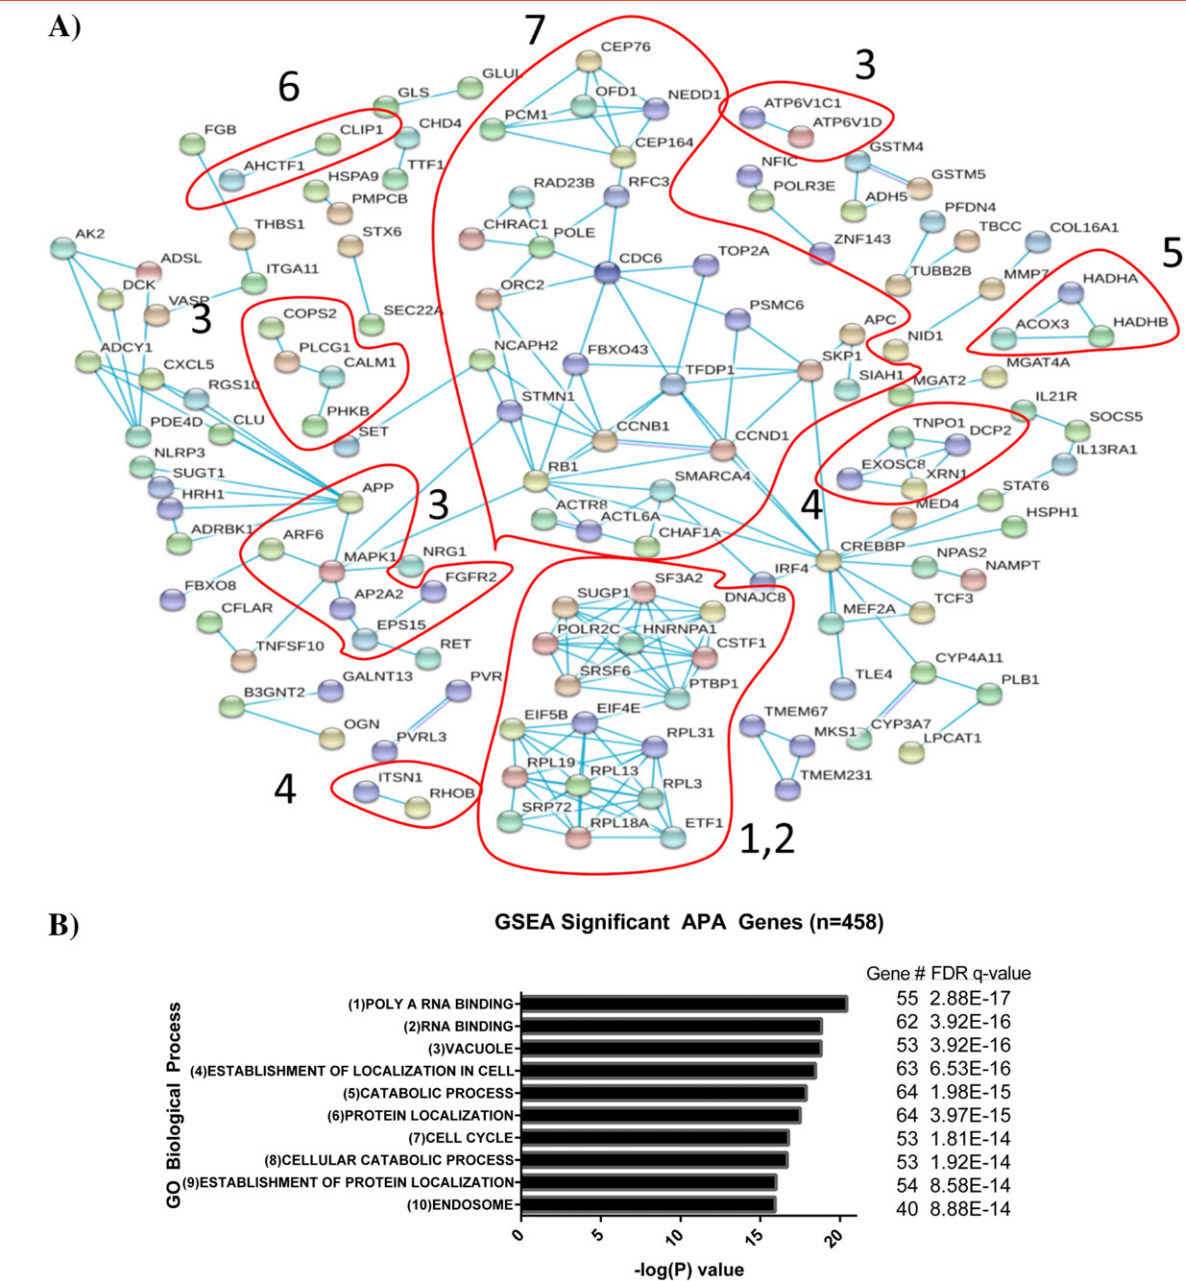 A)
7
CEP76
3
6
GLUL
GLS
OFD1
NEDD1
ATP6V1C1
FGB
CLIP1
CHD4
PCM1
ATP6V1D
CEP164
GSTM4
AHCTF1
TTF1
NFIC
HSPA9
RAD23B
RFC3
POLR3E
GSTM5
PMPCB
ADH5
PFDN4
THBS1
STX6
CHRAC1
POLE
ZNF143
TBCC
COL16A1
AK2
ADSL
ITGA11
CDC6
TOP2A
5
DCK
ORC2
TUBB2B
MMP7
HADHA
VASP
3
COPS2
SEC22A
PSMC6
APC
ACOX3
HADHB
ADCY1
PLCG1
NCAPH2
FBXO43
NID1
CXCL5
CALM1
TFDP1
SKP1
MGAT4A
RGS10
STMN1
SIAH1
MGAT2
IL21R
PDE4D
CLU
PHKB
SET
CCNB1
CCND1
TNPO1
DCP2
SOCS5
NLRP3
EXOSC8
XRN1
IL13RA1
SUGT1
RB1
SMARCA4
HRH1
APP
3
ACTR8
4
MED4
STAT6
ADRBK1
ACTL6A
HSPH1
ARF6
CHAF1A
CREBBP
MAPK1
NRG1
NPAS2
NAMPT
FBXO8
FGFR2
IRF4
AP2A2
SF3A2
CFLAR
SUGP1
DNAJC8
MEF2A
TCF3
EPS15
POLR2C
HNRNPA1
CSTF1
TNFSF10
RET
SRSF6
PTBP1
CYP4A11
GALNT13
PVR
TLE4
PLB1
B3GNT2
EIF5B
EIF4E
TMEM67
OGN
RPL31
MKS1
CYP3A7
PVRL3
LPCAT1
RPL19
RPL13
RPL3
TMEM231
4
ITSN1
RHOB
SRP72
RPL18A
ETF1
1,2
B)
GSEA Significant APA Genes (n=458)
Gene # FDR q-value
(1)POLY A RNA BINDING 55 2.88E-17
(2)RNA BINDING 62 3.92E-16
(3)VACUOLE 53 3.92E-16
(4)ESTABLISHMENT OF LOCALIZATION IN CELL 63 6.53E-16
(5)CATABOLIC PROCESS 64 1.98E-15
(6)PROTEIN LOCALIZATION 64 3.97E-15
(7)CELL CYCLE 53 1.81E-14
(8)CELLULAR CATABOLIC PROCESS 53 1.92E-14
(9)ESTABLISHMENT OF PROTEIN LOCALIZATION 54 8.58E-14
(10)ENDOSOME 40 8.88E-14
GO Biological Process
0 5 10 15 20
-log(P) value